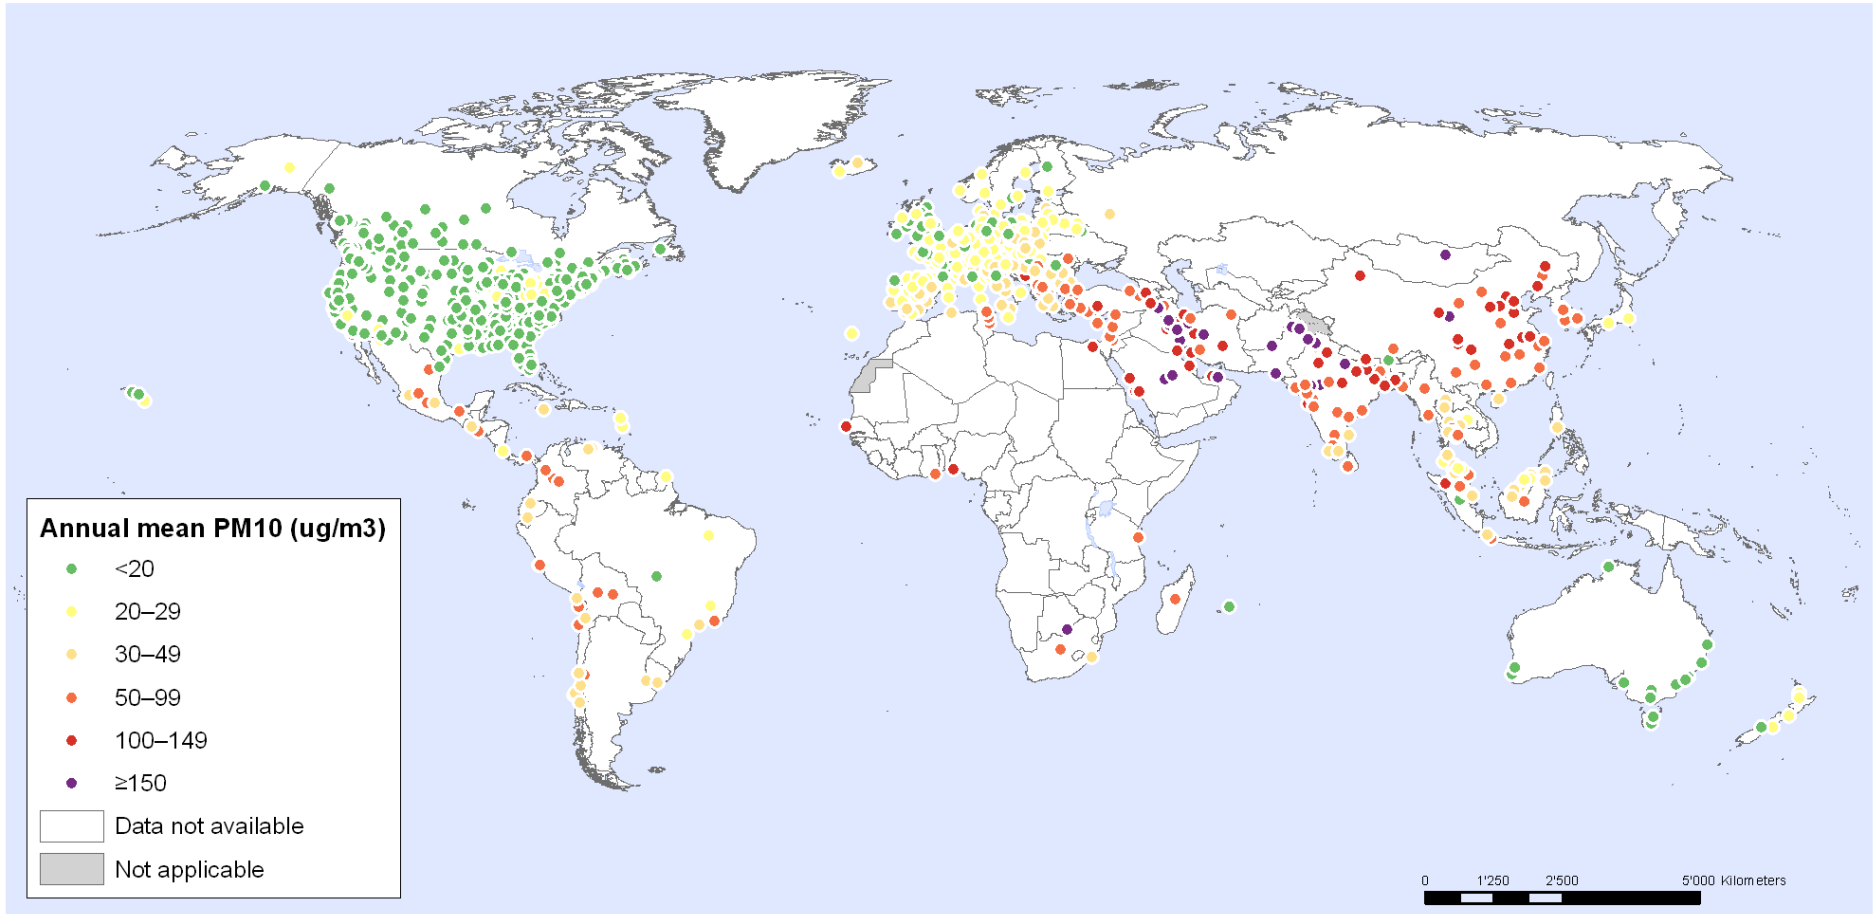 Annual mean PM10 (ug/m3)
<20
20–29
30–49
50–99
100–149
≥150
Data not available
Not applicable
0 1'250 2'500 5'000 Kilometers